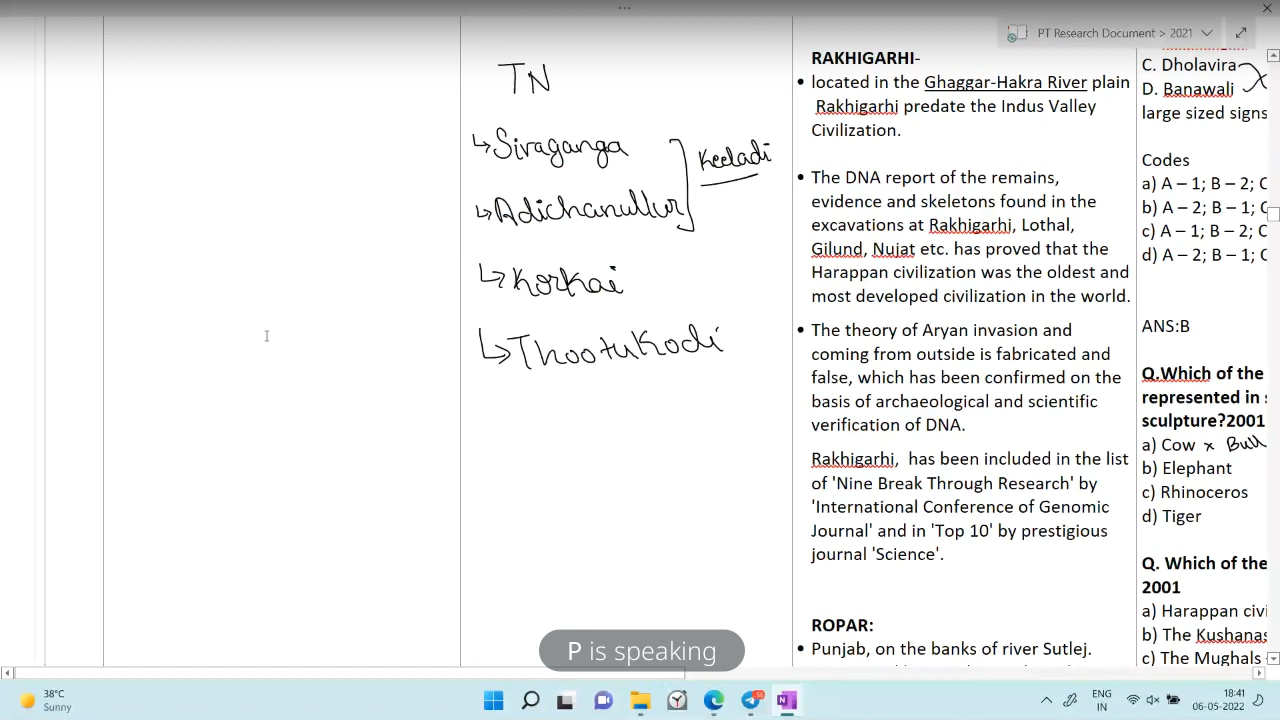 PT Research Document > 2021
TN
↳Sivaganga
↳Adichanullur
Keeladi
↳Korkai
↳Thootukodi
RAKHIGARHI-
• located in the Ghaggar-Hakra River plain
Rakhigarhi predate the Indus Valley
Civilization.
• The DNA report of the remains,
evidence and skeletons found in the
excavations at Rakhigarhi, Lothal,
Gilund, Nujat etc. has proved that the
Harappan civilization was the oldest and
most developed civilization in the world.
• The theory of Aryan invasion and
coming from outside is fabricated and
false, which has been confirmed on the
basis of archaeological and scientific
verification of DNA.
Rakhigarhi, has been included in the list
of 'Nine Break Through Research' by
'International Conference of Genomic
Journal' and in 'Top 10' by prestigious
journal 'Science'.
ROPAR:
• Punjab, on the banks of river Sutlej.
C. Dholavira
D. Banawali
large sized signs
Codes
a) A – 1; B – 2; C
b) A – 2; B – 1; C
c) A – 1; B – 2; C
d) A – 2; B – 1; C
ANS:B
Q.Which of the
represented in s
sculpture?2001
a) Cow x Bull
b) Elephant
c) Rhinoceros
d) Tiger
Q. Which of the
2001
a) Harappan civi
b) The Kushanas
c) The Mughals
P is speaking
38°C
Sunny
56
ENG
IN
18:41
06-05-2022